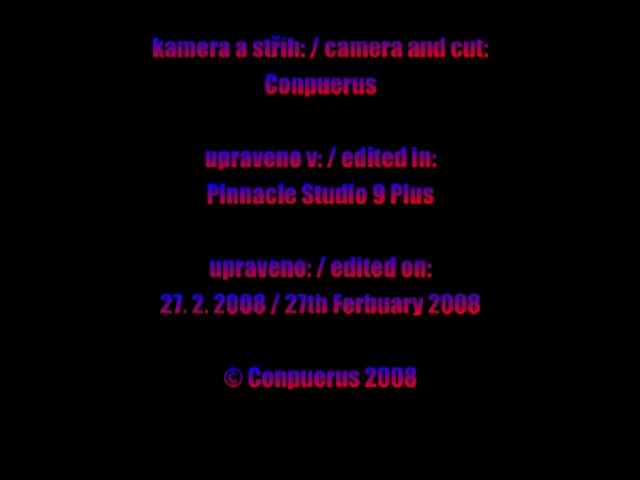 kamera a střih: / camera and cut:
Conpuerus
upraveno v: / edited in:
Pinnacle Studio 9 Plus
upraveno: / edited on:
27. 2. 2008 / 27th Ferbuary 2008
© Conpuerus 2008